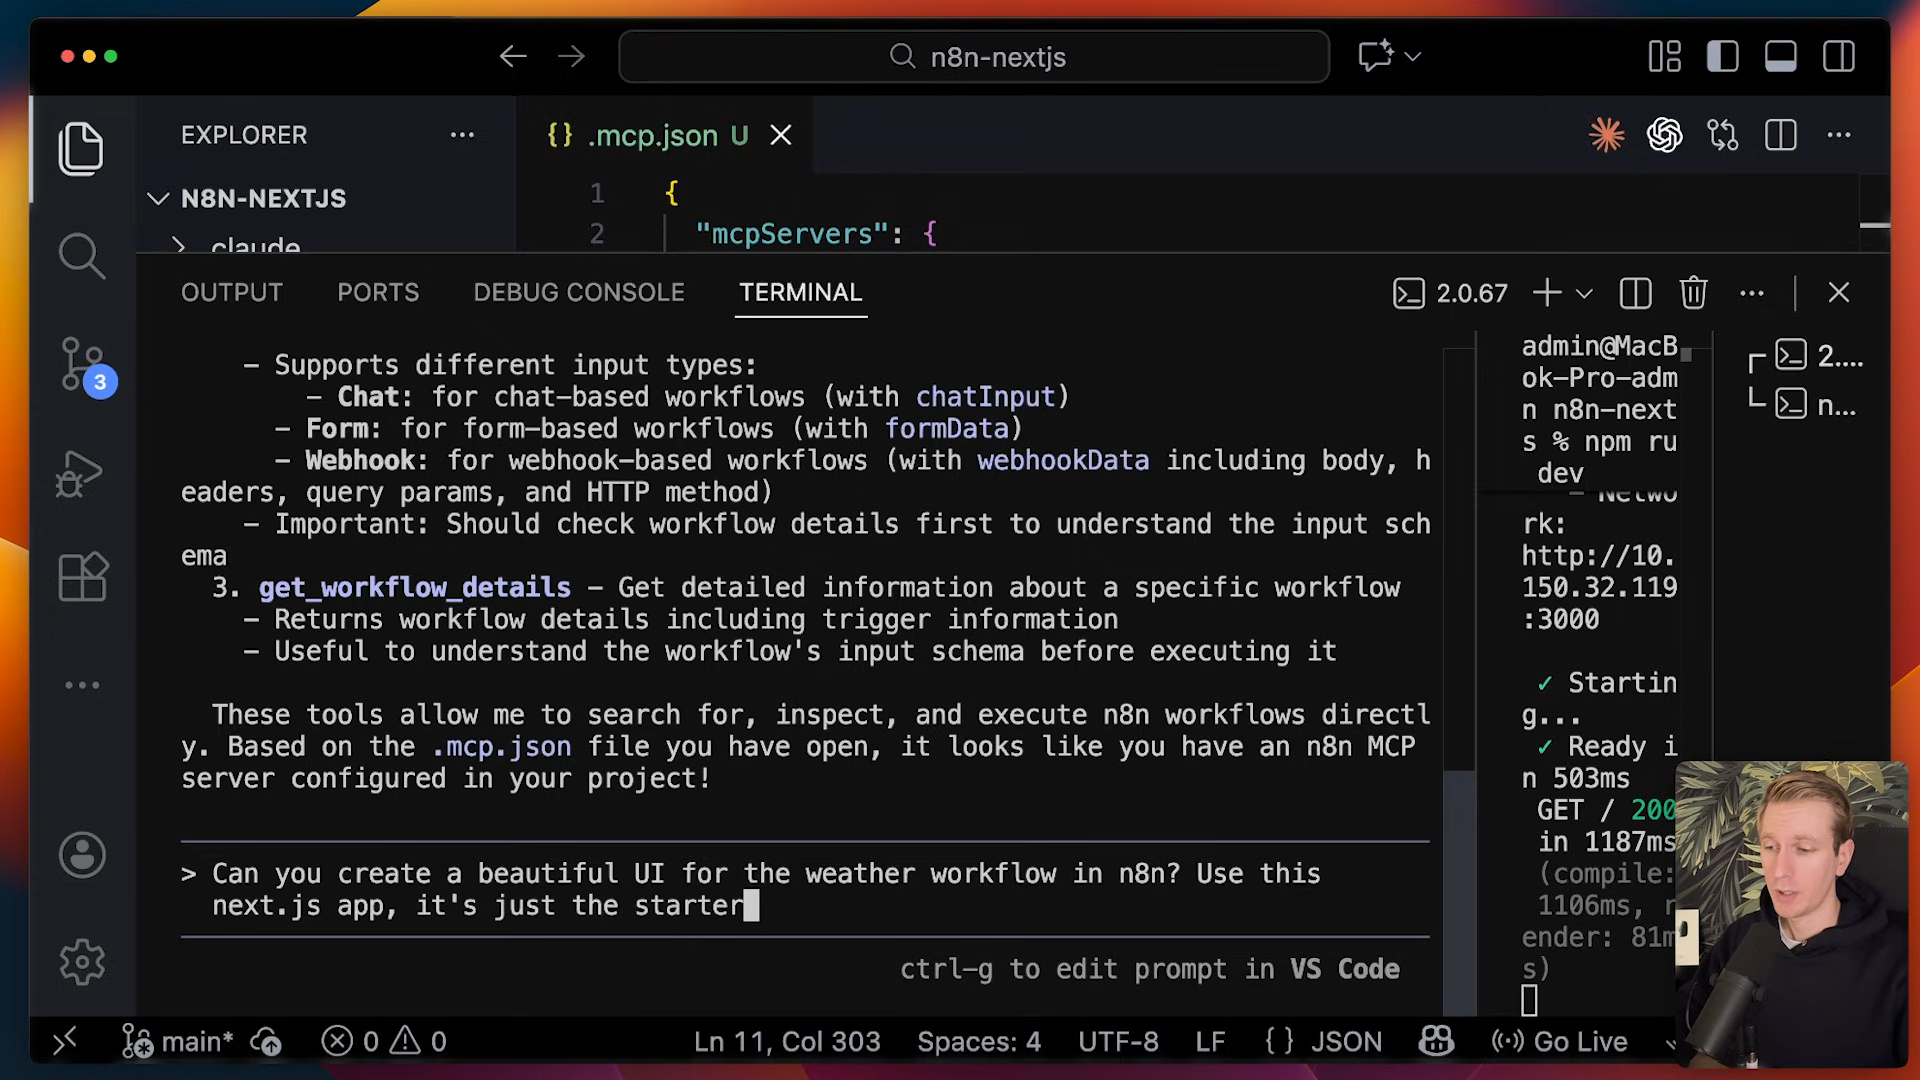 n8n-nextjs
EXPLORER
{} .mcp.json U
N8N-NEXTJS
claude
1 {
2 "mcpServers": {
OUTPUT
PORTS
DEBUG CONSOLE
TERMINAL
2.0.67
– Supports different input types:
– Chat: for chat-based workflows (with chatInput)
– Form: for form-based workflows (with formData)
– Webhook: for webhook-based workflows (with webhookData including body, h
eaders, query params, and HTTP method)
– Important: Should check workflow details first to understand the input sch
ema
3. get_workflow_details – Get detailed information about a specific workflow
– Returns workflow details including trigger information
– Useful to understand the workflow's input schema before executing it
These tools allow me to search for, inspect, and execute n8n workflows directl
y. Based on the .mcp.json file you have open, it looks like you have an n8n MCP
server configured in your project!
> Can you create a beautiful UI for the weather workflow in n8n? Use this
next.js app, it's just the starter
ctrl-g to edit prompt in VS Code
admin@MacB
ok-Pro-adm
n n8n-next
s % npm ru
dev
– Netwo
rk:
http://10.
150.32.119
:3000
✓ Startin
g...
✓ Ready i
n 503ms
GET / 200
in 1187ms
(compile:
1106ms, r
ender: 81m
s)
2....
n...
3
main*
0
0
Ln 11, Col 303
Spaces: 4
UTF-8
LF
{} JSON
Go Live